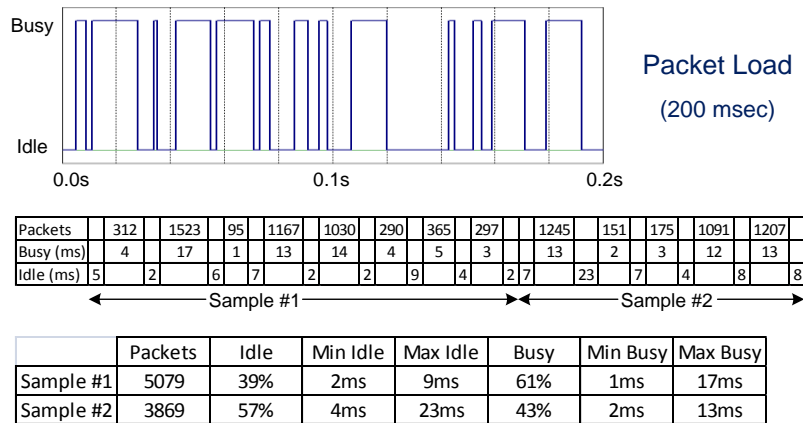 Busy
Packet Load
(200 msec)
Idle
0.0s 0.1s 0.2s
Packets 312 1523 95 1167 1030 290 365 297 1245 151 175 1091 1207
Busy (ms) 4 17 1 13 14 4 5 3 13 2 3 12 13
Idle (ms) 5 2 6 7 2 2 9 4 2 7 23 7 4 8 8
Sample #1 Sample #2
Packets Idle Min Idle Max Idle Busy Min Busy Max Busy
Sample #1 5079 39% 2ms 9ms 61% 1ms 17ms
Sample #2 3869 57% 4ms 23ms 43% 2ms 13ms